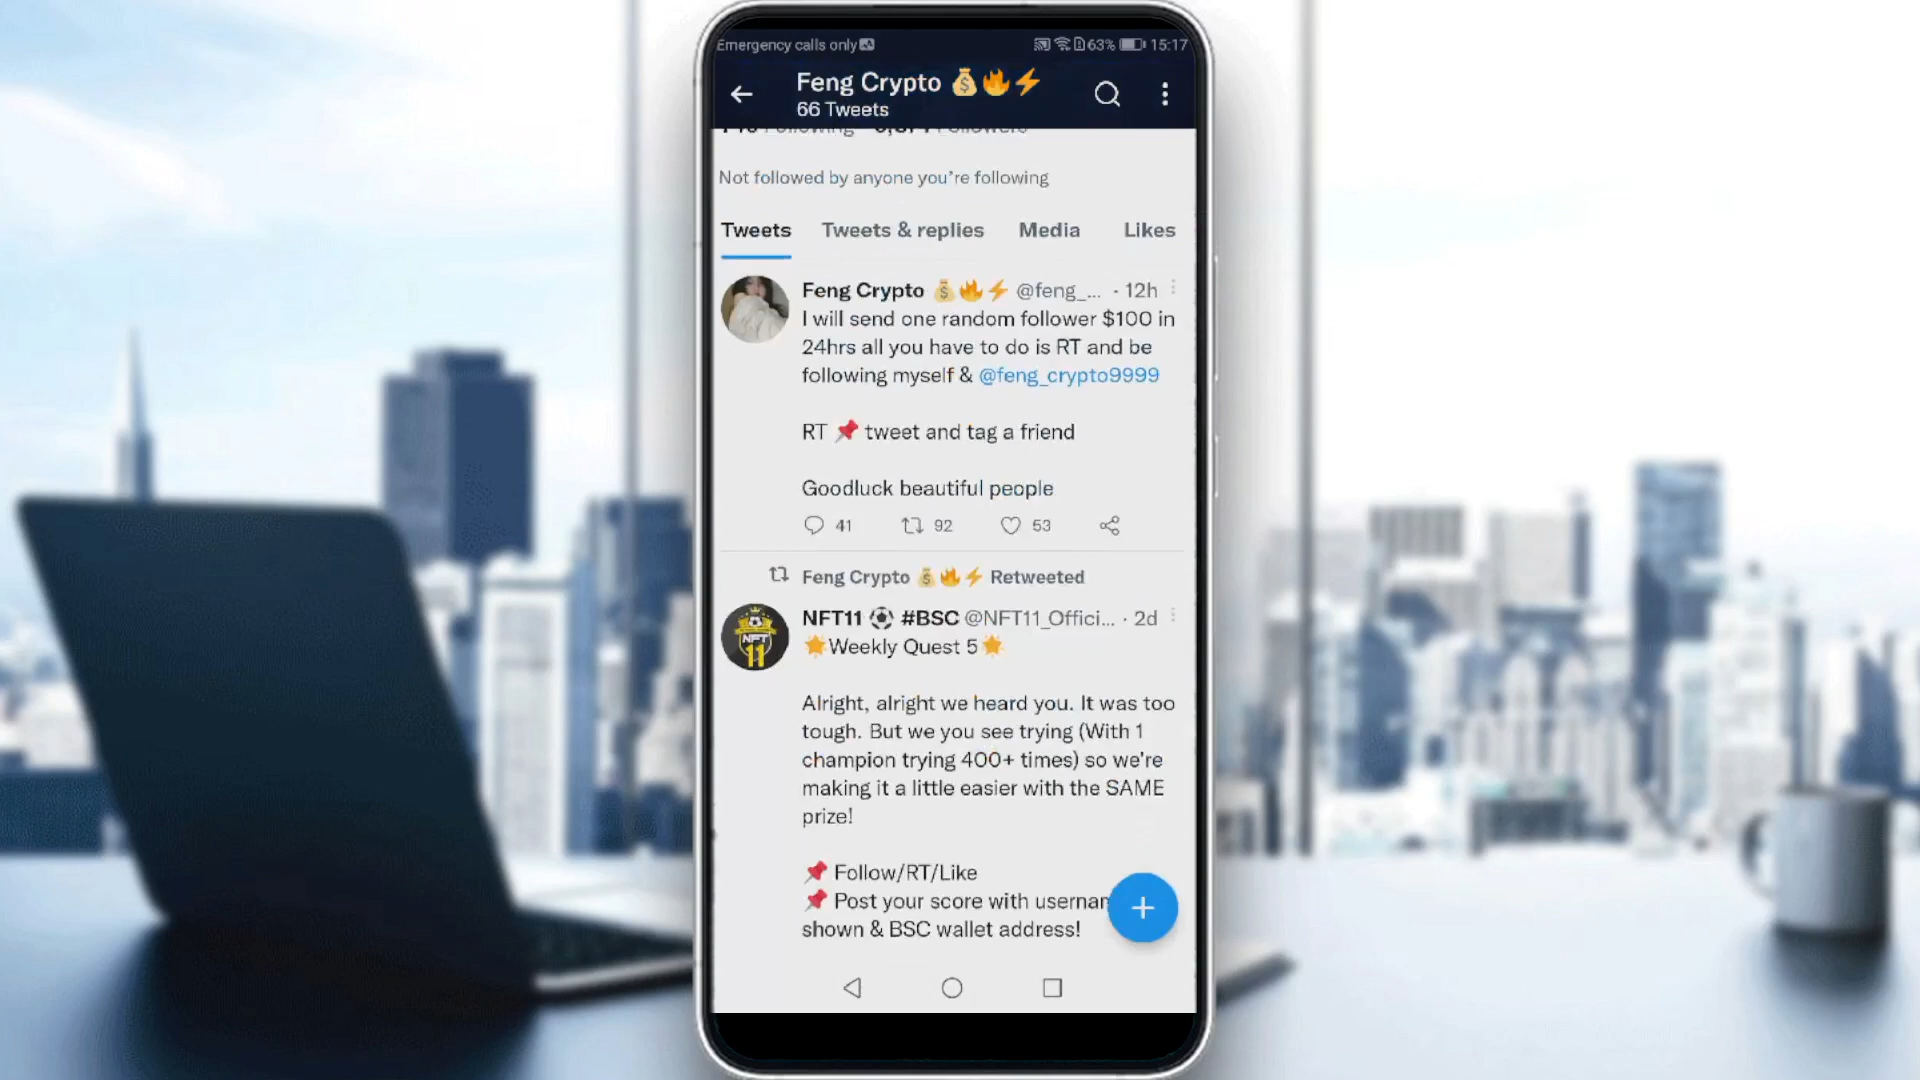 Emergency calls only
63% 15:17
Feng Crypto 💰🔥⚡
66 Tweets
Following Followers
Not followed by anyone you're following
Tweets Tweets & replies Media Likes
Feng Crypto 💰🔥⚡ @feng_... · 12h
I will send one random follower $100 in
24hrs all you have to do is RT and be
following myself & @feng_crypto9999
RT 📌 tweet and tag a friend
Goodluck beautiful people
41 92 53
Feng Crypto 💰🔥⚡ Retweeted
NFT11 ⚽ #BSC @NFT11_Offici... · 2d
NFT
11
🌟Weekly Quest 5🌟
Alright, alright we heard you. It was too
tough. But we you see trying (With 1
champion trying 400+ times) so we're
making it a little easier with the SAME
prize!
📌 Follow/RT/Like
📌 Post your score with usernam
shown & BSC wallet address!